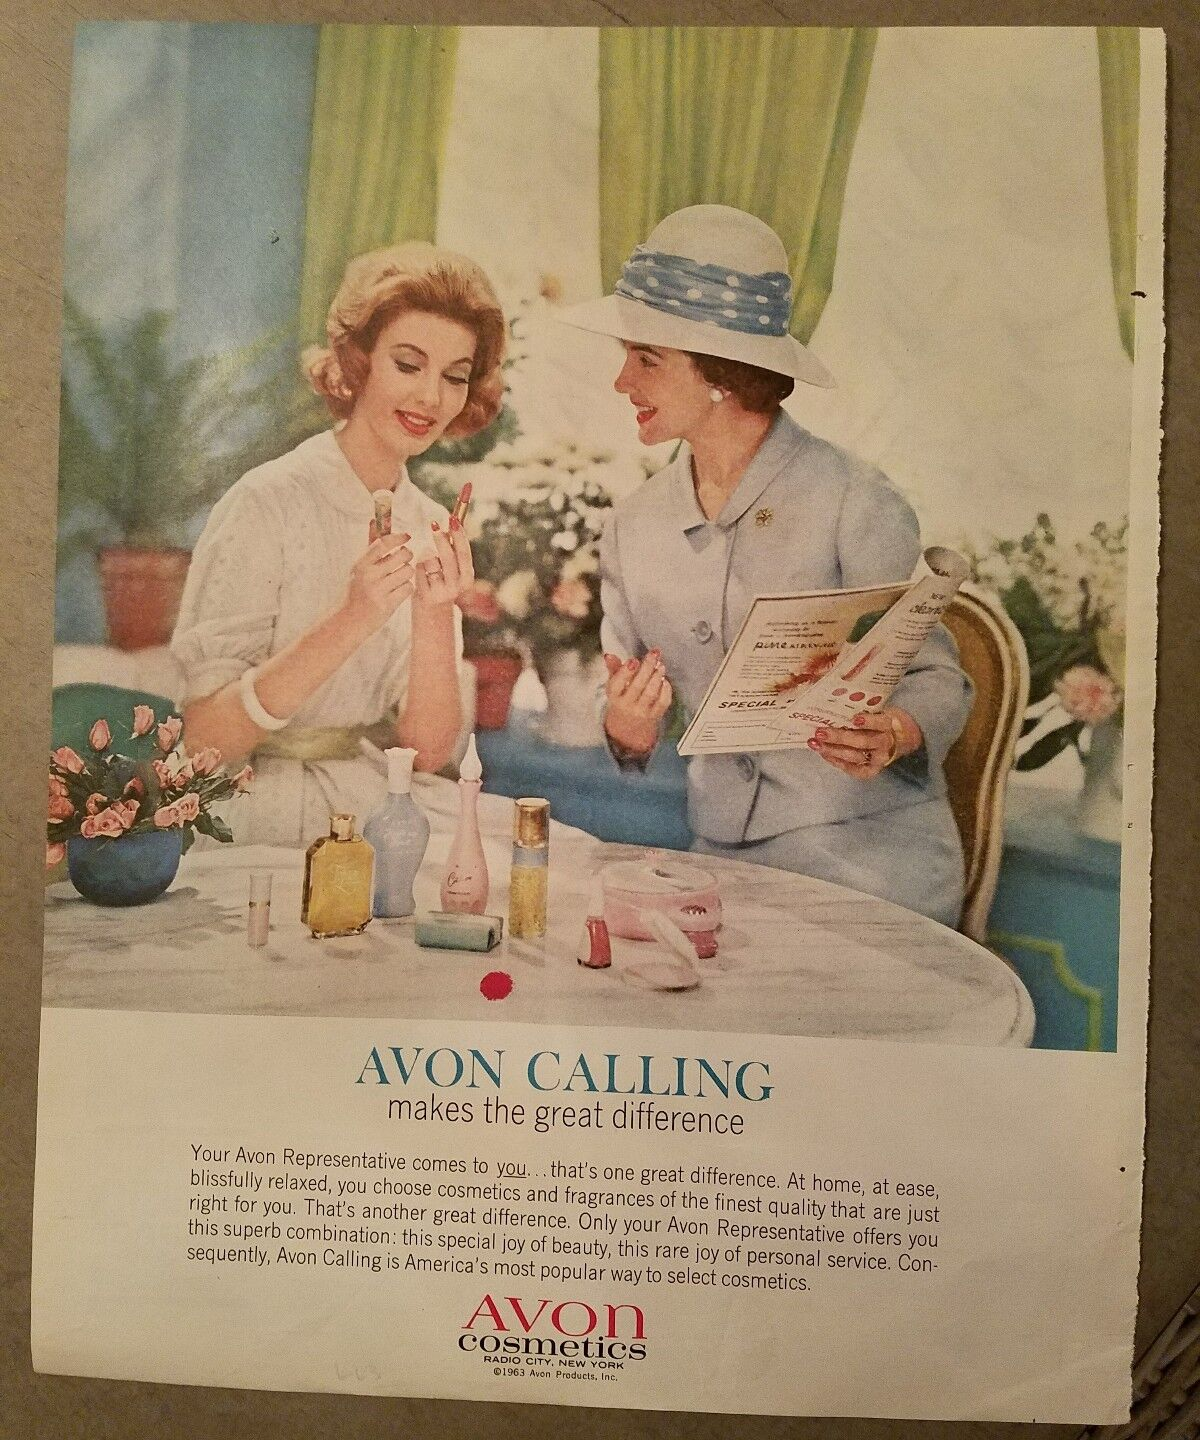 pure
SPECIAL
SPECIAL
AVON CALLING
makes the great difference
Your Avon Representative comes to you...that's one great difference. At home, at ease,
blissfully relaxed, you choose cosmetics and fragrances of the finest quality that are just
right for you. That's another great difference. Only your Avon Representative offers you
this superb combination: this special joy of beauty, this rare joy of personal service. Con-
sequently, Avon Calling is America's most popular way to select cosmetics.
AVON
cosmetics
RADIO CITY, NEW YORK
©1963 Avon Products, Inc.